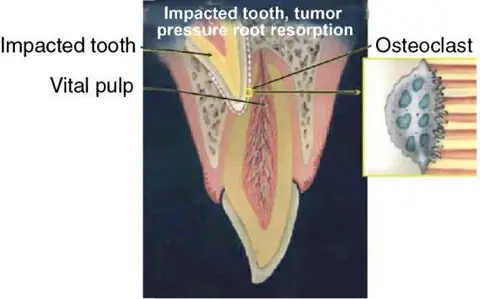 Impacted tooth, tumor
pressure root resorption
Impacted tooth
Osteoclast
Vital pulp